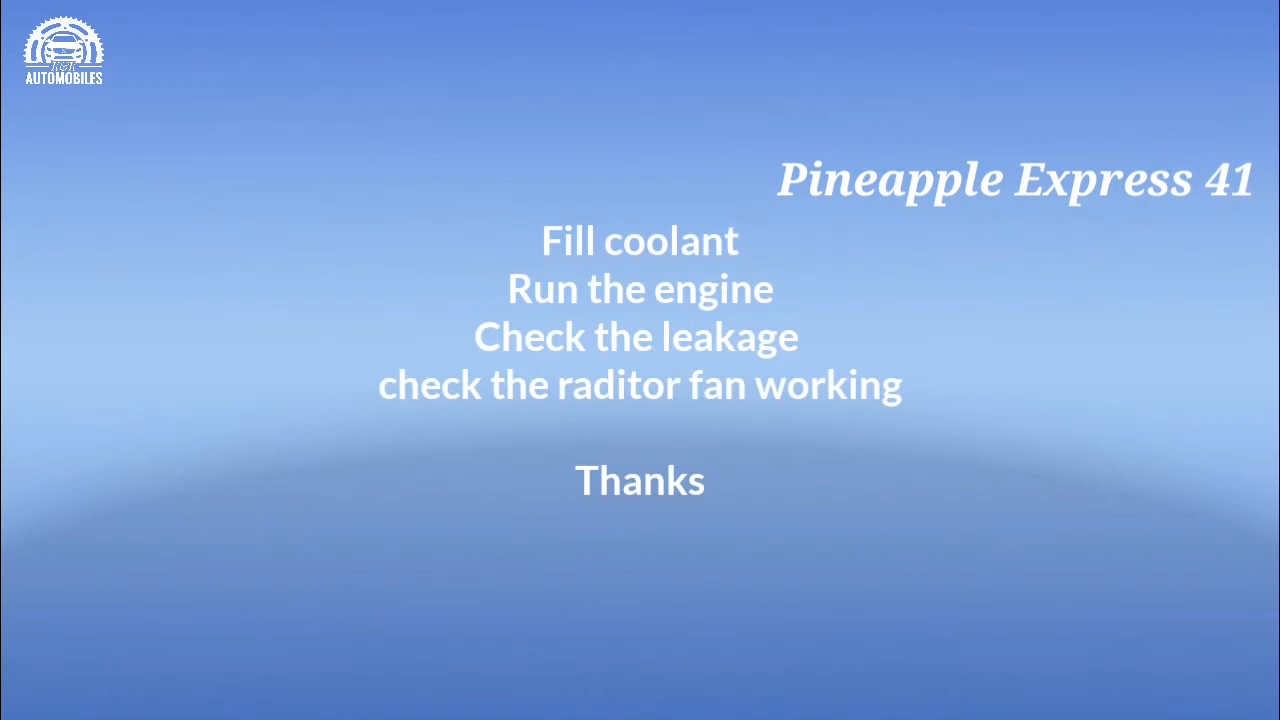 AUTOMOBILES
Pineapple Express 41
Fill coolant
Run the engine
Check the leakage
check the raditor fan working
Thanks